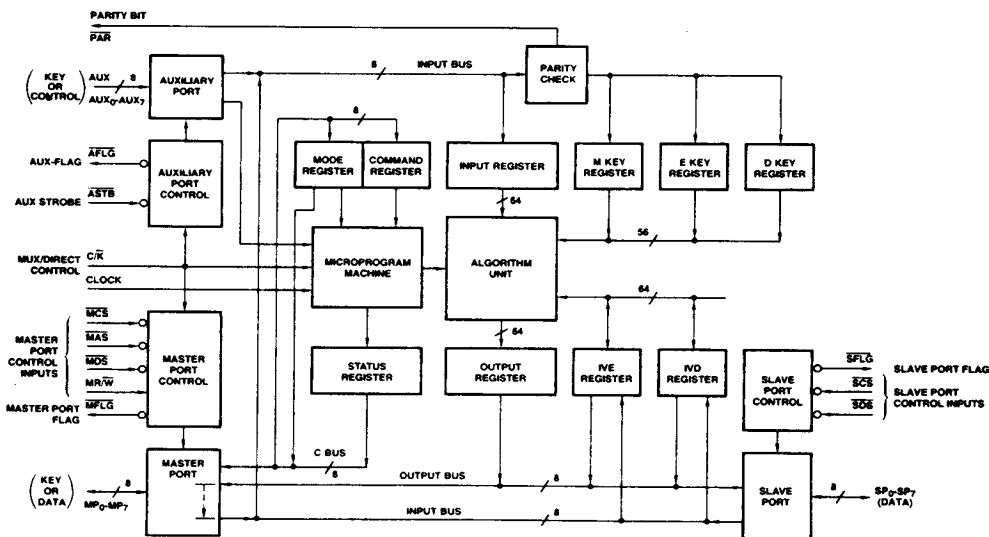 PARITY BIT
PAR
KEY OR CONTROL
AUX
8
AUX0-AUX7
AUXILIARY PORT
8
INPUT BUS
PARITY CHECK
8
AUX-FLAG
AFLG
AUX STROBE
ASTB
AUXILIARY PORT CONTROL
MODE REGISTER
COMMAND REGISTER
INPUT REGISTER
M KEY REGISTER
E KEY REGISTER
D KEY REGISTER
64
56
MUX/DIRECT CONTROL
C/K
CLOCK
MICROPROGRAM MACHINE
ALGORITHM UNIT
64
64
MASTER PORT CONTROL INPUTS
MCS
MAS
MDS
MR/W
MASTER PORT FLAG
MFLG
MASTER PORT CONTROL
STATUS REGISTER
OUTPUT REGISTER
IVE REGISTER
IVD REGISTER
SLAVE PORT CONTROL
SFLG
SLAVE PORT FLAG
SCS
SDS
SLAVE PORT CONTROL INPUTS
C BUS
8
MASTER PORT
OUTPUT BUS
8
KEY OR DATA
8
MP0-MP7
INPUT BUS
8
SLAVE PORT
8
SP0-SP7
(DATA)